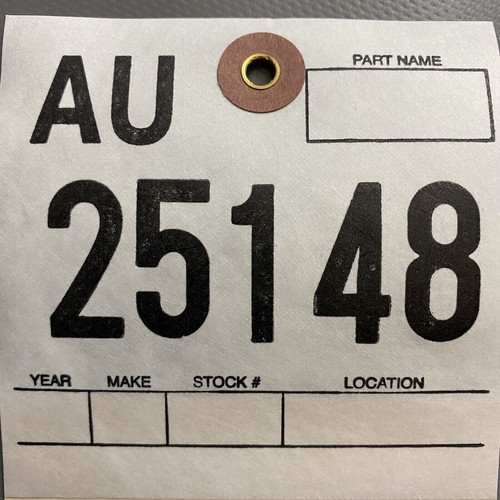 AU
PART NAME
25148
YEAR MAKE STOCK # LOCATION